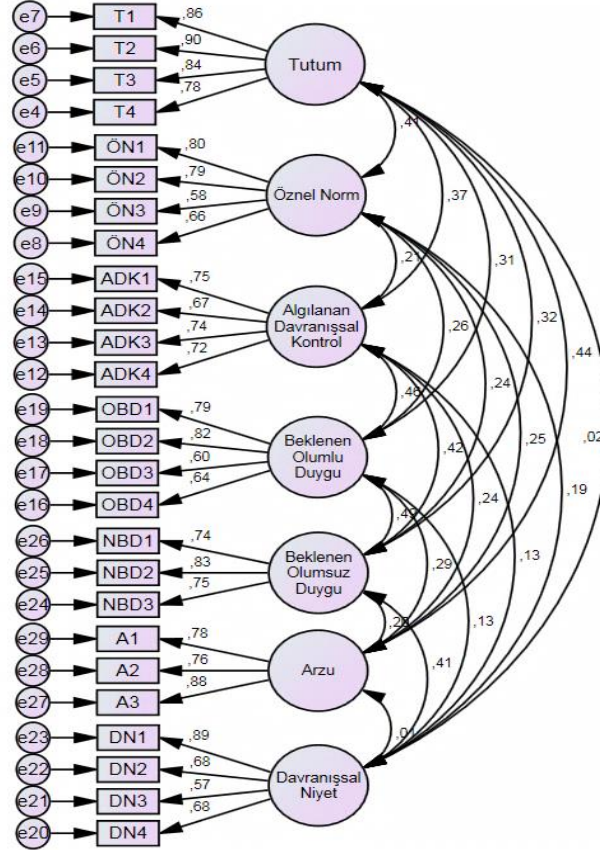 e7 T1 ,86
e6 T2 ,90
e5 T3 ,84
e4 T4 ,78
Tutum
,41
e11 ÖN1 ,80
e10 ÖN2 ,79
e9 ÖN3 ,58
e8 ÖN4 ,66
Öznel Norm
,37
,21
,31
e15 ADK1 ,75
e14 ADK2 ,67
e13 ADK3 ,74
e12 ADK4 ,72
Algılanan
Davranışsal
Kontrol
,26
,32
,44
,46
,24
e19 OBD1 ,79
e18 OBD2 ,82
e17 OBD3 ,60
e16 OBD4 ,64
Beklenen
Olumlu
Duygu
,42
,25
,02
,24
,19
e26 NBD1 ,74
e25 NBD2 ,83
e24 NBD3 ,75
Beklenen
Olumsuz
Duygu
,29
,13
e29 A1 ,78
e28 A2 ,76
e27 A3 ,88
Arzu
,13
,41
e23 DN1 ,89
e22 DN2 ,68
e21 DN3 ,57
e20 DN4 ,68
Davranışsal
Niyet